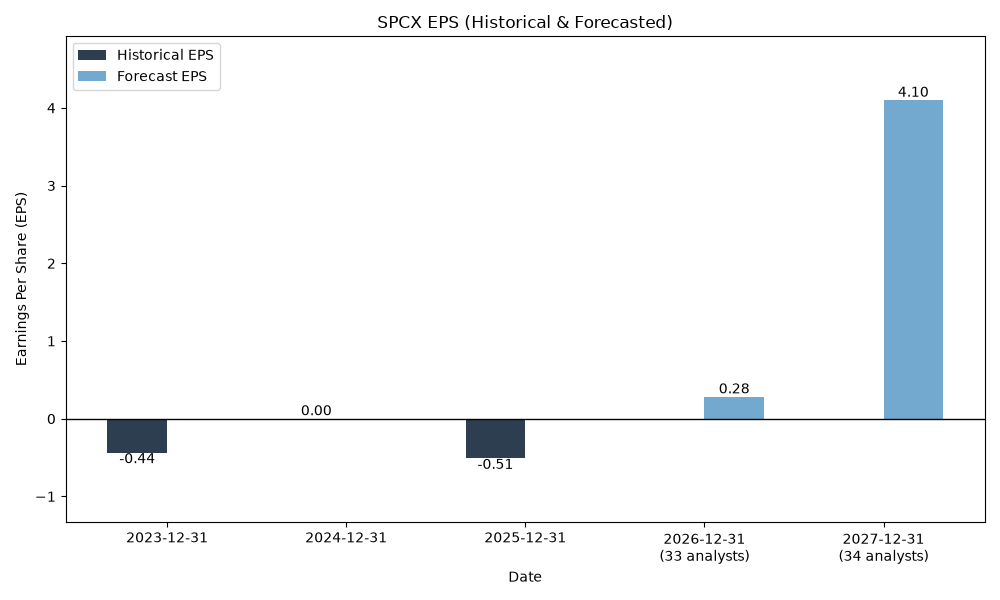 SPCX EPS (Historical & Forecasted)
Historical EPS
Forecast EPS
Earnings Per Share (EPS)
4
3
2
1
0
−1
-0.44
0.00
-0.51
0.28
4.10
2023-12-31
2024-12-31
2025-12-31
2026-12-31
(33 analysts)
2027-12-31
(34 analysts)
Date